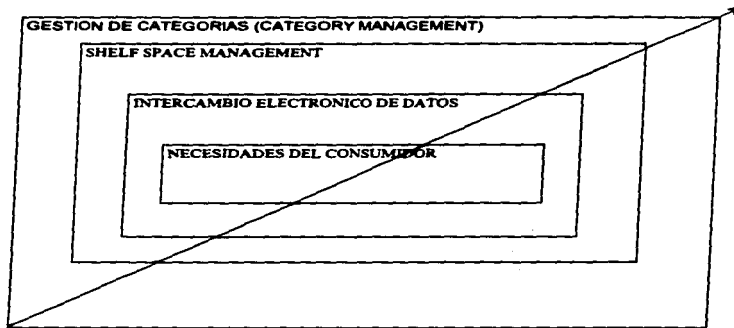 GESTION DE CATEGORIAS (CATEGORY MANAGEMENT)
SHELF SPACE MANAGEMENT
INTERCAMBIO ELECTRONICO DE DATOS
NECESIDADES DEL CONSUMIDOR